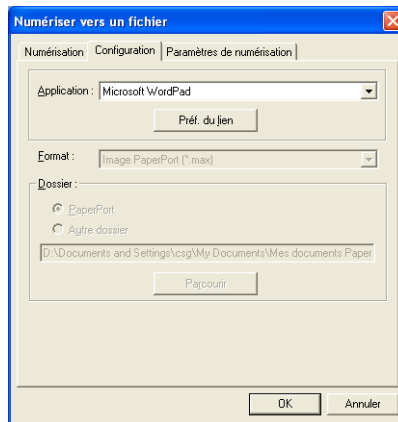 Numériser vers un fichier
Numérisation Configuration Paramètres de numérisation
Application : Microsoft WordPad
Préf. du lien
Format : Image PaperPort (*.max)
Dossier :
PaperPort
Autre dossier
D:\Documents and Settings\csg\My Documents\Mes documents Paper
Parcourir
OK Annuler